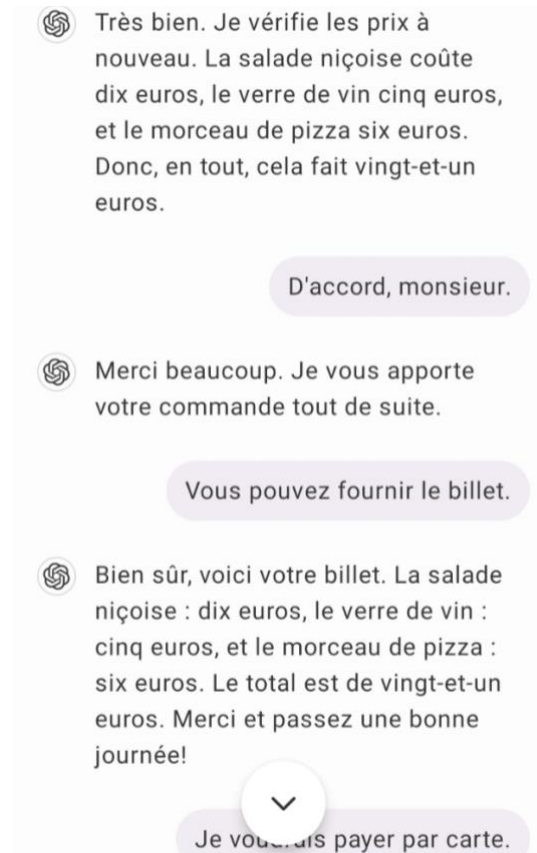 Très bien. Je vérifie les prix à
nouveau. La salade niçoise coûte
dix euros, le verre de vin cinq euros,
et le morceau de pizza six euros.
Donc, en tout, cela fait vingt-et-un
euros.
D'accord, monsieur.
Merci beaucoup. Je vous apporte
votre commande tout de suite.
Vous pouvez fournir le billet.
Bien sûr, voici votre billet. La salade
niçoise : dix euros, le verre de vin :
cinq euros, et le morceau de pizza :
six euros. Le total est de vingt-et-un
euros. Merci et passez une bonne
journée!
Je voudrais payer par carte.